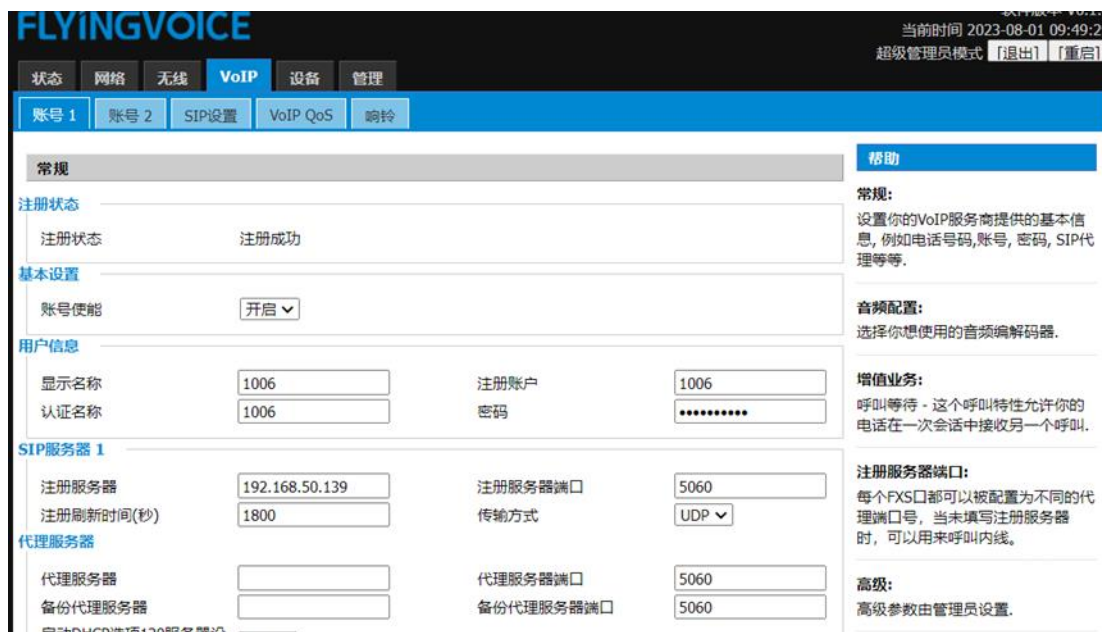 FLYINGVOICE
当前时间 2023-08-01 09:49:2
超级管理员模式 [退出] [重启]
状态 网络 无线 VoIP 设备 管理
账号 1 账号 2 SIP设置 VoIP QoS 响铃
常规
注册状态
注册状态 注册成功
基本设置
账号使能 开启
用户信息
显示名称 1006 注册账户 1006
认证名称 1006 密码 ••••••••••
SIP服务器 1
注册服务器 192.168.50.139 注册服务器端口 5060
注册刷新时间(秒) 1800 传输方式 UDP
代理服务器
代理服务器 代理服务器端口 5060
备份代理服务器 备份代理服务器端口 5060
帮助
常规:
设置你的VoIP服务商提供的基本信
息, 例如电话号码,账号, 密码, SIP代
理等等.
音频配置:
选择你想使用的音频编解码器.
增值业务:
呼叫等待 - 这个呼叫特性允许你的
电话在一次会话中接收另一个呼叫.
注册服务器端口:
每个FXS口都可以被配置为不同的代
理端口号，当未填写注册服务器
时，可以用来呼叫内线。
高级:
高级参数由管理员设置.